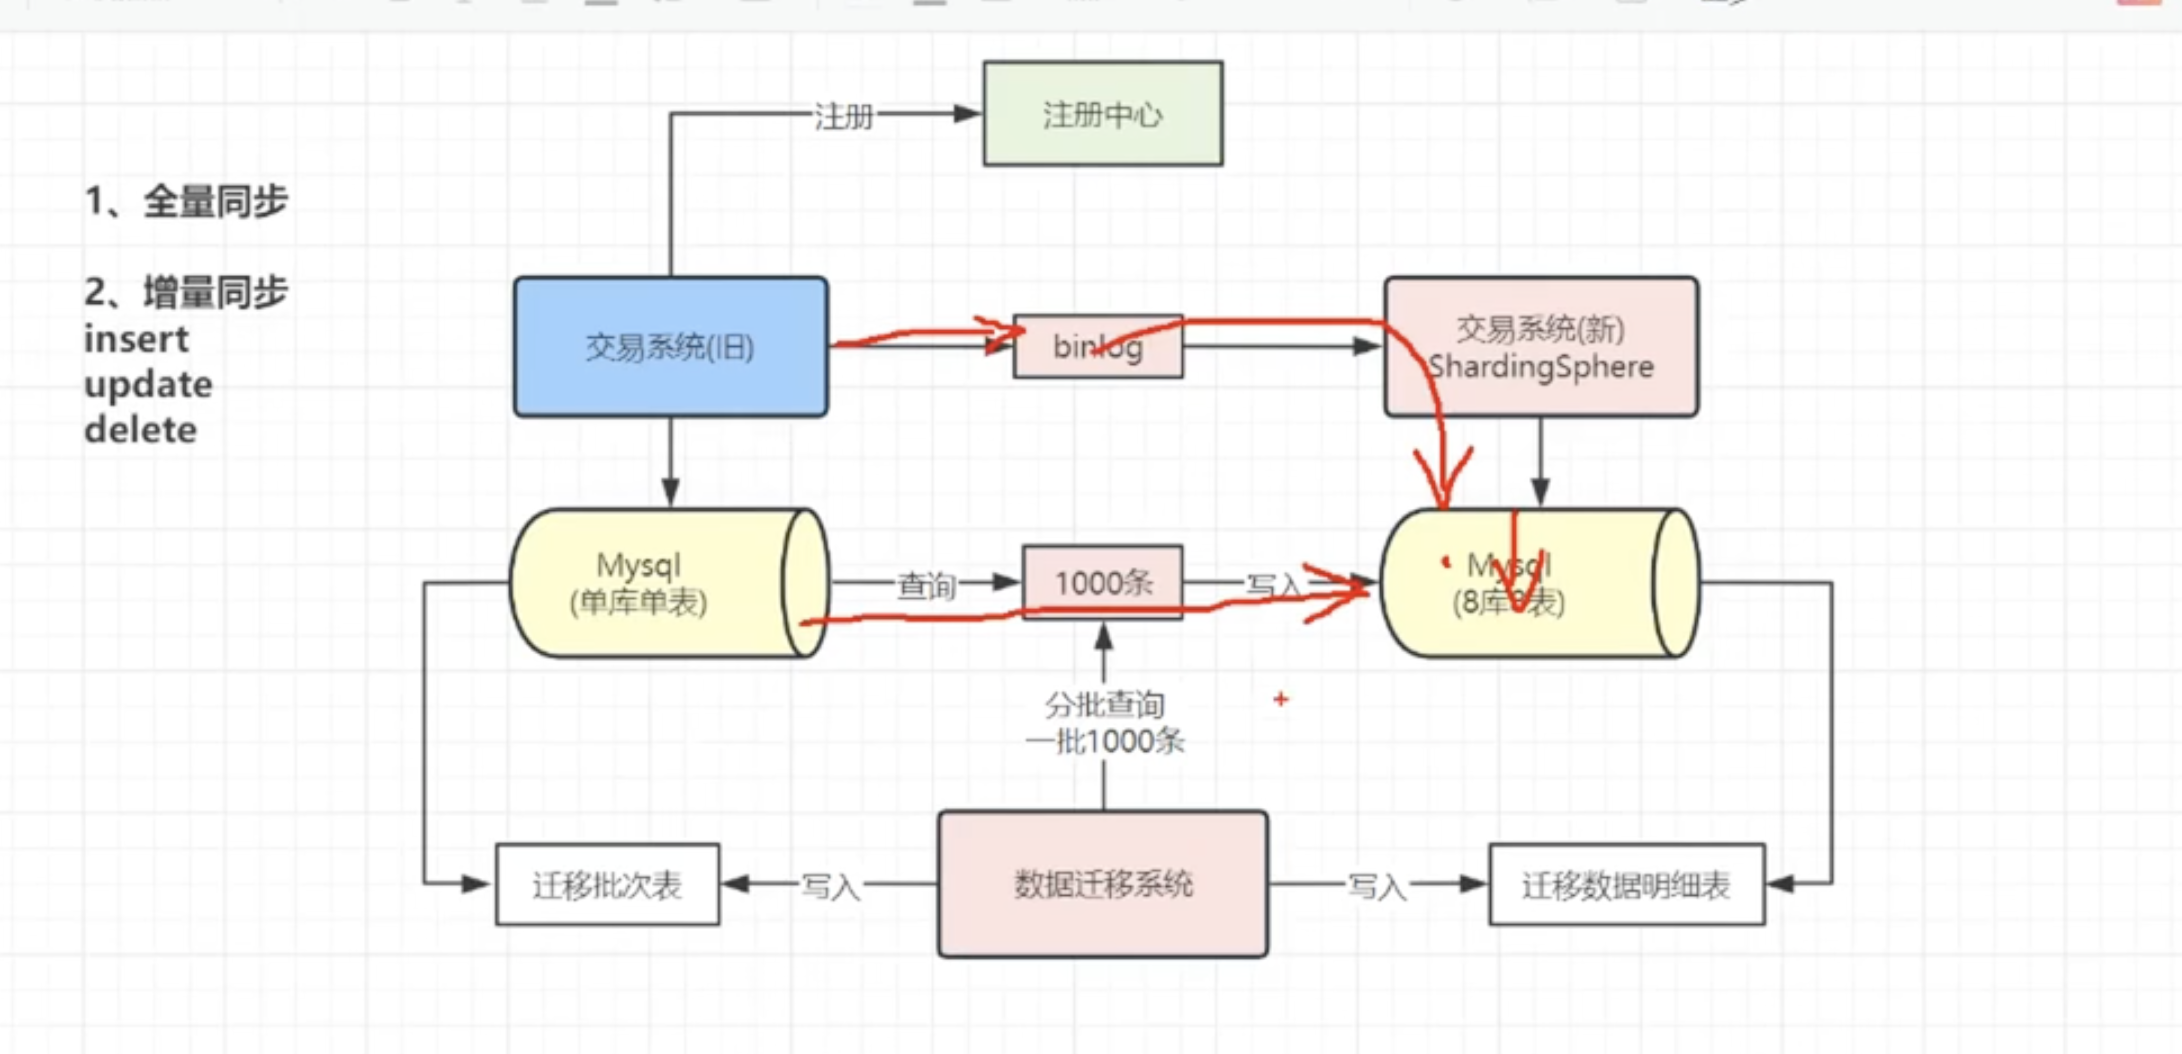 注册
注册中心
1、全量同步
2、增量同步
insert
update
delete
交易系统(旧)
binlog
交易系统(新)
ShardingSphere
Mysql
(单库单表)
查询
1000条
写入
Mysql
(8库8表)
分批查询
一批1000条
迁移批次表
写入
数据迁移系统
写入
迁移数据明细表